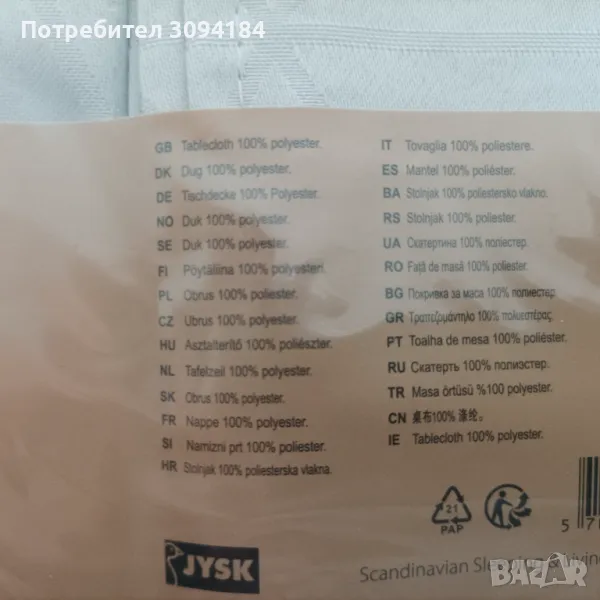 Потребител 3094184
GB Tablecloth 100% polyester.
DK Dug 100% polyester.
DE Tischdecke 100% Polyester.
NO Duk 100% polyester.
SE Duk 100% polyester.
FI Pöytäliina 100% polyesteri.
PL Obrus 100% poliester.
CZ Ubrus 100% polyester.
HU Asztalterítő 100% poliészter.
NL Tafelzeil 100% polyester.
SK Obrus 100% polyester.
FR Nappe 100% polyester.
SI Namizni prt 100% poliester.
HR Stolnjak 100% poliesterska vlakna.
IT Tovaglia 100% poliestere.
ES Mantel 100% poliéster.
BA Stolnjak 100% poliestersko vlakno.
RS Stolnjak 100% poliester.
UA Скатертина 100% поліестер.
RO Față de masă 100% poliester.
BG Покривка за маса 100% полиестер.
GR Τραπεζομάντηλο 100% πολυεστέρας.
PT Toalha de mesa 100% poliéster.
RU Скатерть 100% полиэстер.
TR Masa örtüsü %100 polyester.
CN 桌布100% 涤纶。
IE Tablecloth 100% polyester.
21
PAP
5 7
JYSK
Scandinavian Sleeping & Living
BAZAR